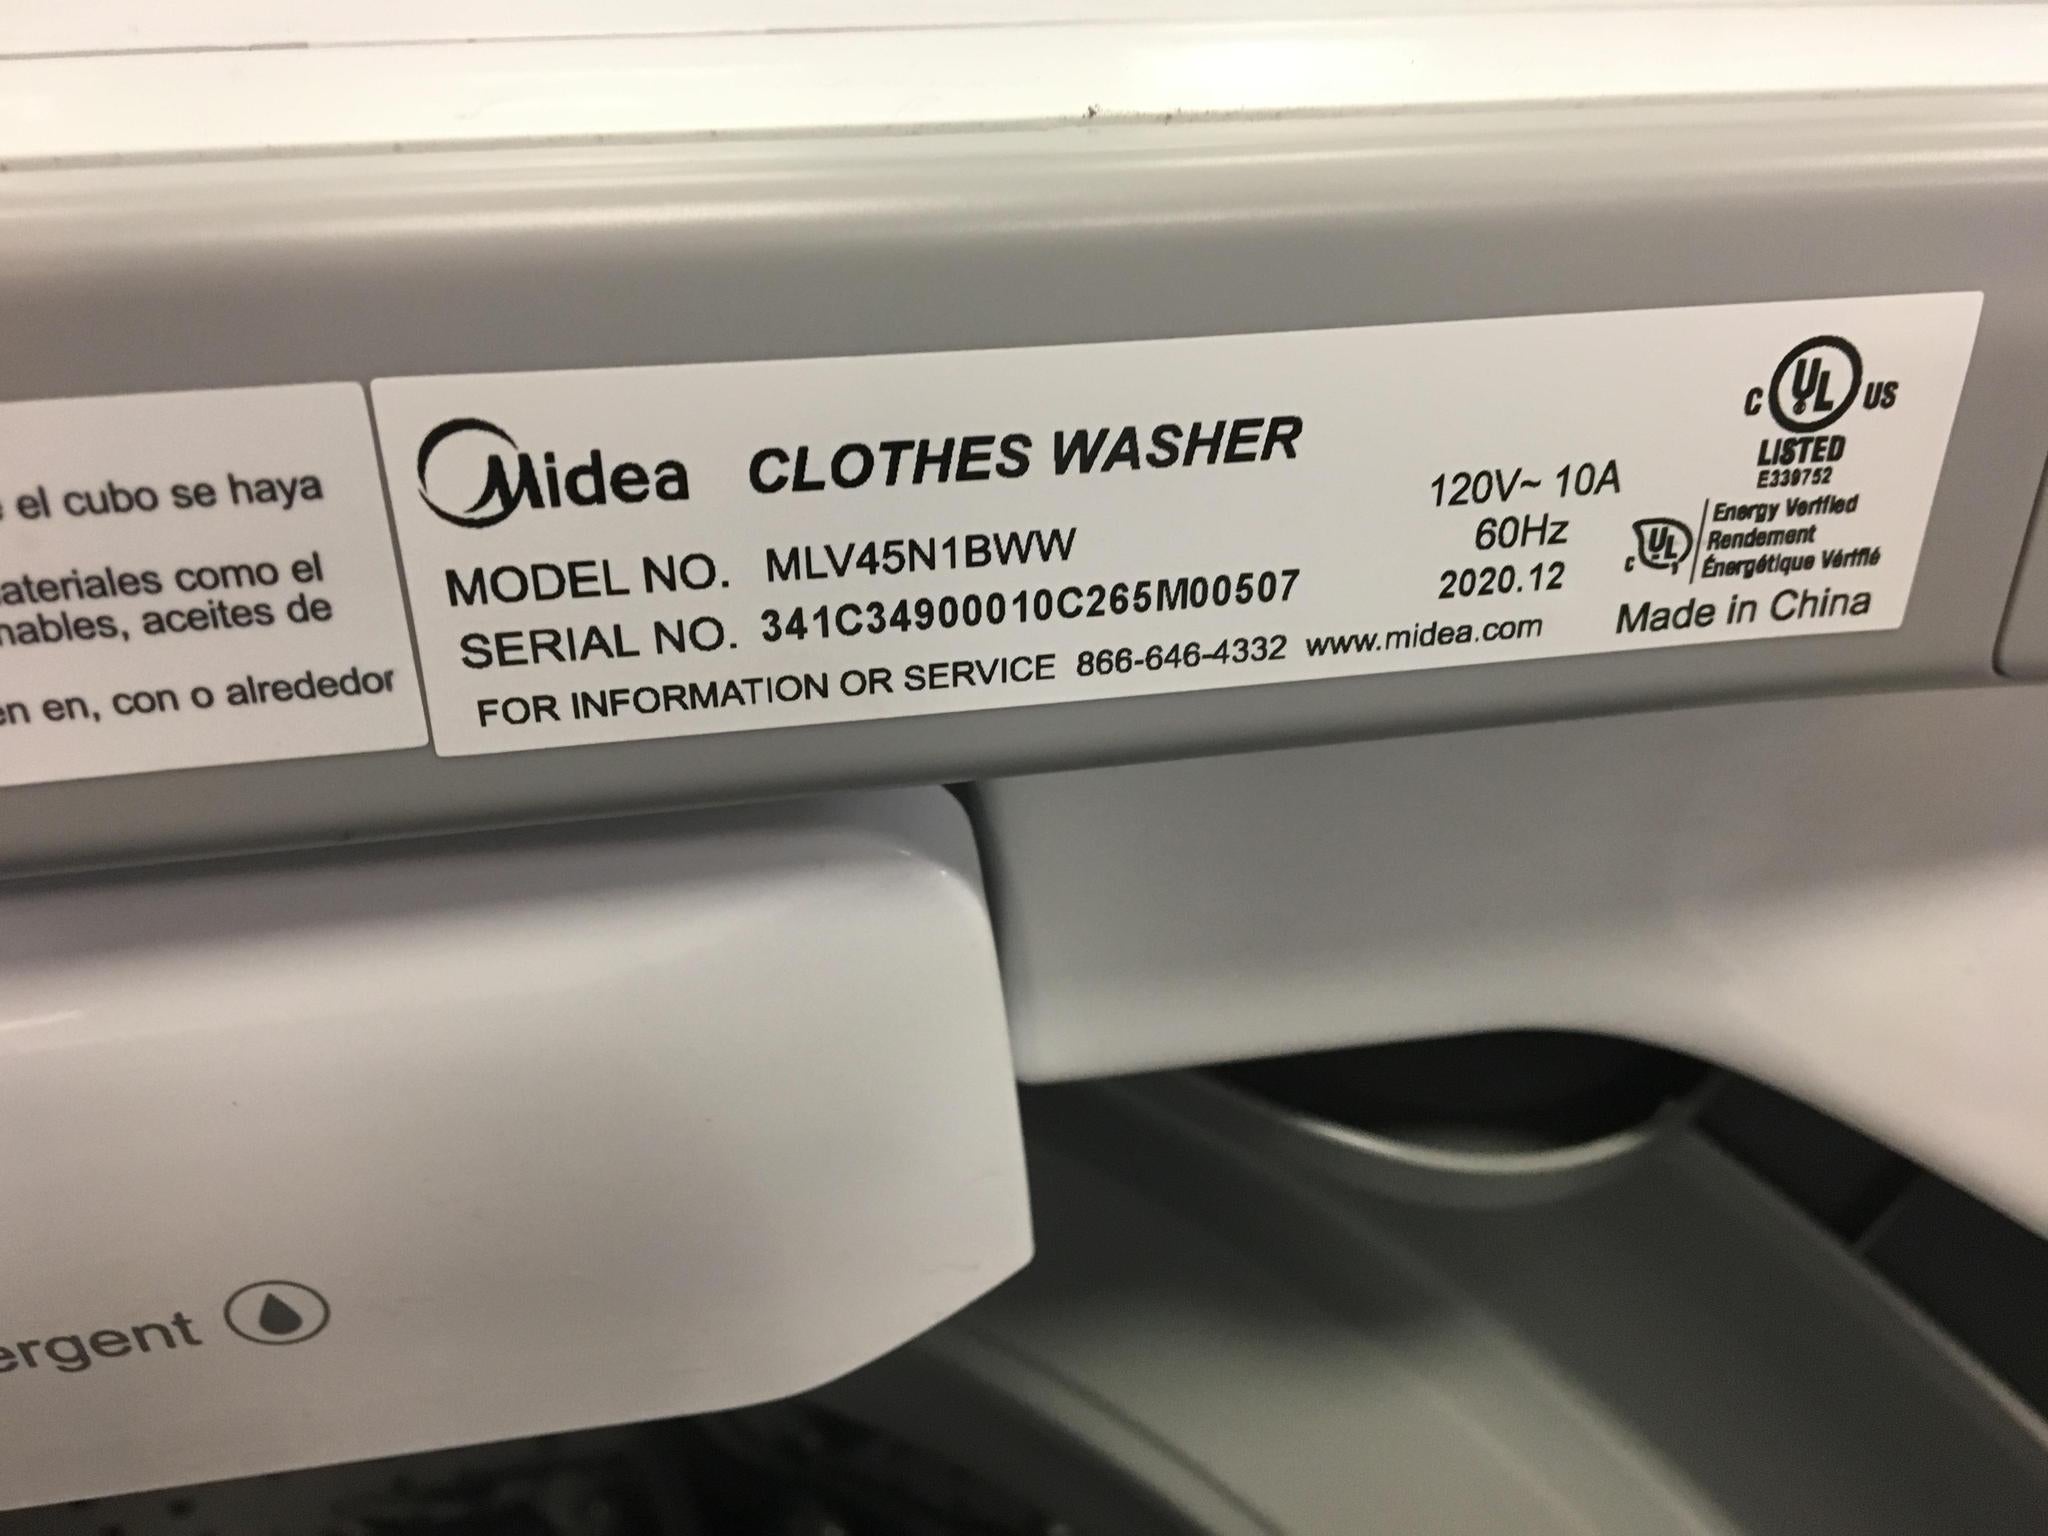 el cubo se haya
ateriales como el
nables, aceites de
en en, con o alrededor
Midea CLOTHES WASHER
MODEL NO. MLV45N1BWW
SERIAL NO. 341C34900010C265M00507
FOR INFORMATION OR SERVICE 866-646-4332 www.midea.com
120V~ 10A
60Hz
2020.12
C UL US
LISTED
E339752
C UL
Energy Verified
Rendement
Énergétique Vérifié
Made in China
ergent